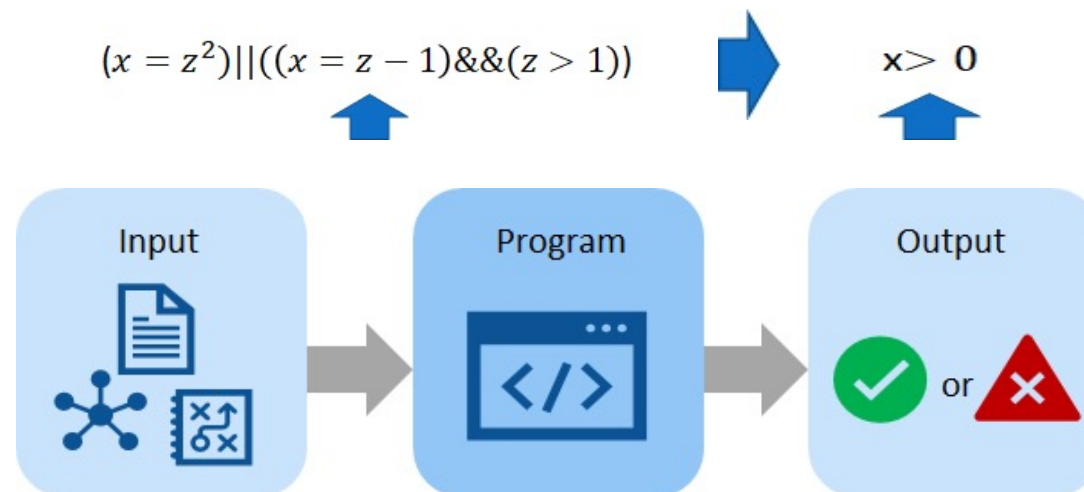 (x = z²)||((x = z − 1)&&(z > 1))
x> 0
Input
Program
Output
</>
or